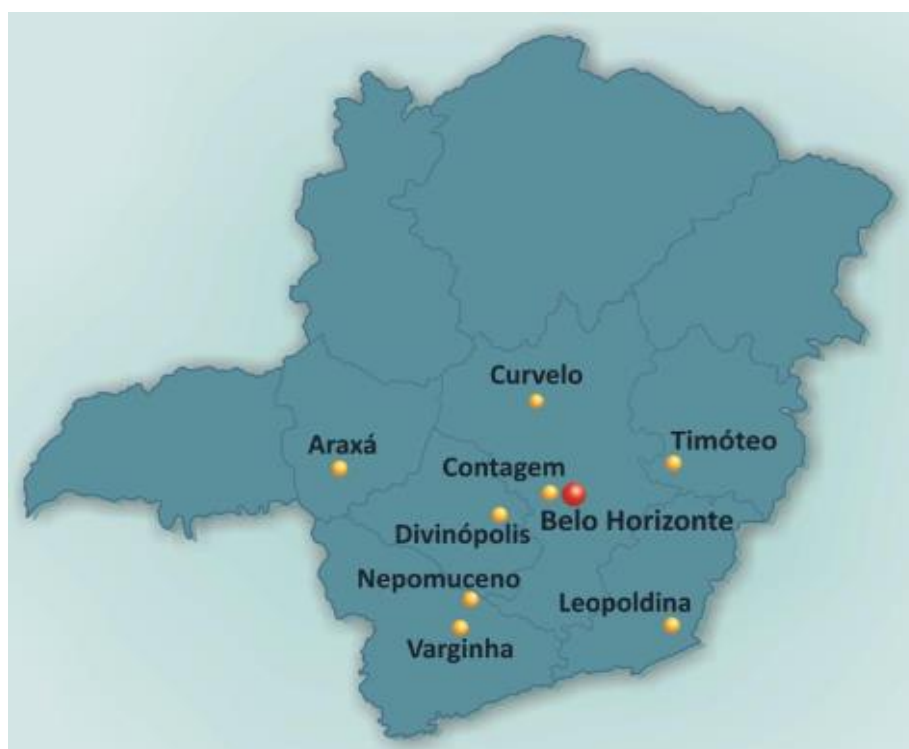 Curvelo
Araxá
Timóteo
Contagem
Belo Horizonte
Divinópolis
Nepomuceno
Leopoldina
Varginha